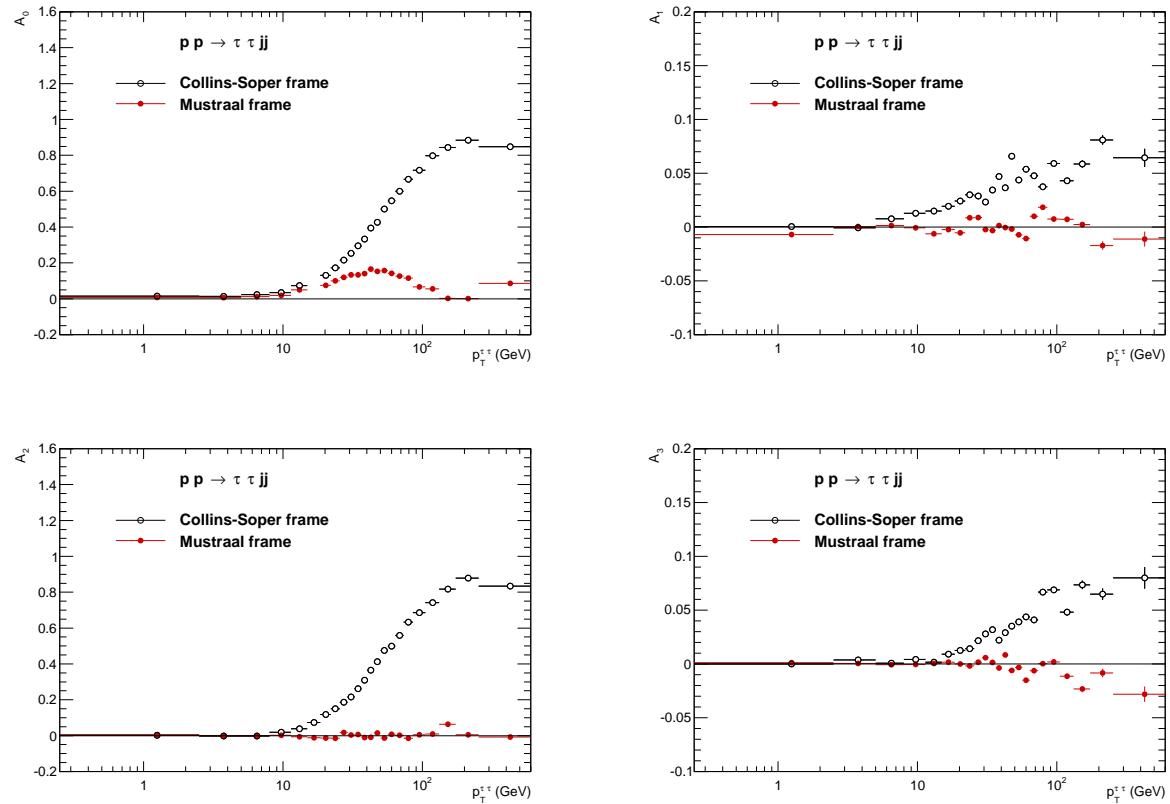 A₀
1.6
1.4
1.2
1
0.8
0.6
0.4
0.2
0
-0.2
p p → τ τ jj
Collins-Soper frame
Mustraal frame
1
10
10²
p_T^ττ (GeV)
A₁
0.2
0.15
0.1
0.05
0
-0.05
-0.1
p p → τ τ jj
Collins-Soper frame
Mustraal frame
1
10
10²
p_T^ττ (GeV)
A₂
1.6
1.4
1.2
1
0.8
0.6
0.4
0.2
0
-0.2
p p → τ τ jj
Collins-Soper frame
Mustraal frame
1
10
10²
p_T^ττ (GeV)
A₃
0.2
0.15
0.1
0.05
0
-0.05
-0.1
p p → τ τ jj
Collins-Soper frame
Mustraal frame
1
10
10²
p_T^ττ (GeV)